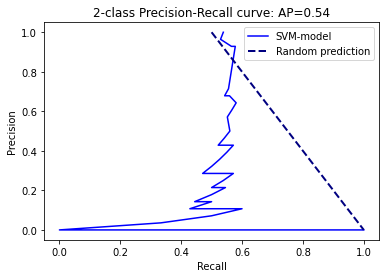 2-class Precision-Recall curve: AP=0.54
SVM-model
Random prediction
Precision
1.0
0.8
0.6
0.4
0.2
0.0
0.0 0.2 0.4 0.6 0.8 1.0
Recall